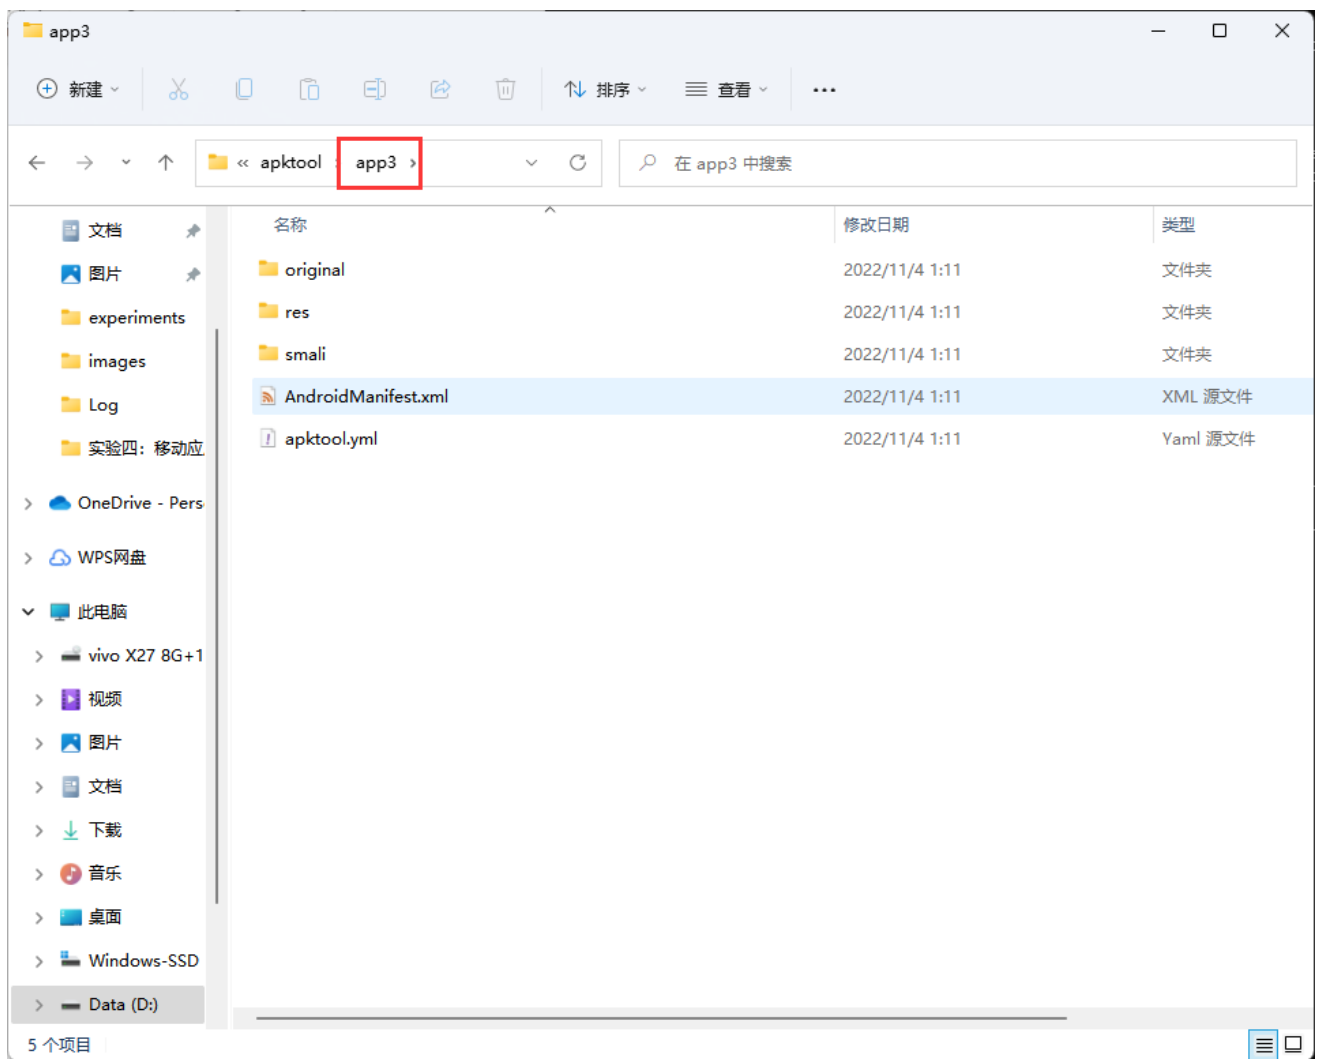 app3
新建 排序 查看 ...
« apktool › app3 › 在 app3 中搜索
名称 修改日期 类型
original 2022/11/4 1:11 文件夹
res 2022/11/4 1:11 文件夹
smali 2022/11/4 1:11 文件夹
AndroidManifest.xml 2022/11/4 1:11 XML 源文件
apktool.yml 2022/11/4 1:11 Yaml 源文件
文档
图片
experiments
images
Log
实验四：移动应
OneDrive - Pers
WPS网盘
此电脑
vivo X27 8G+1
视频
图片
文档
下载
音乐
桌面
Windows-SSD
Data (D:)
5 个项目